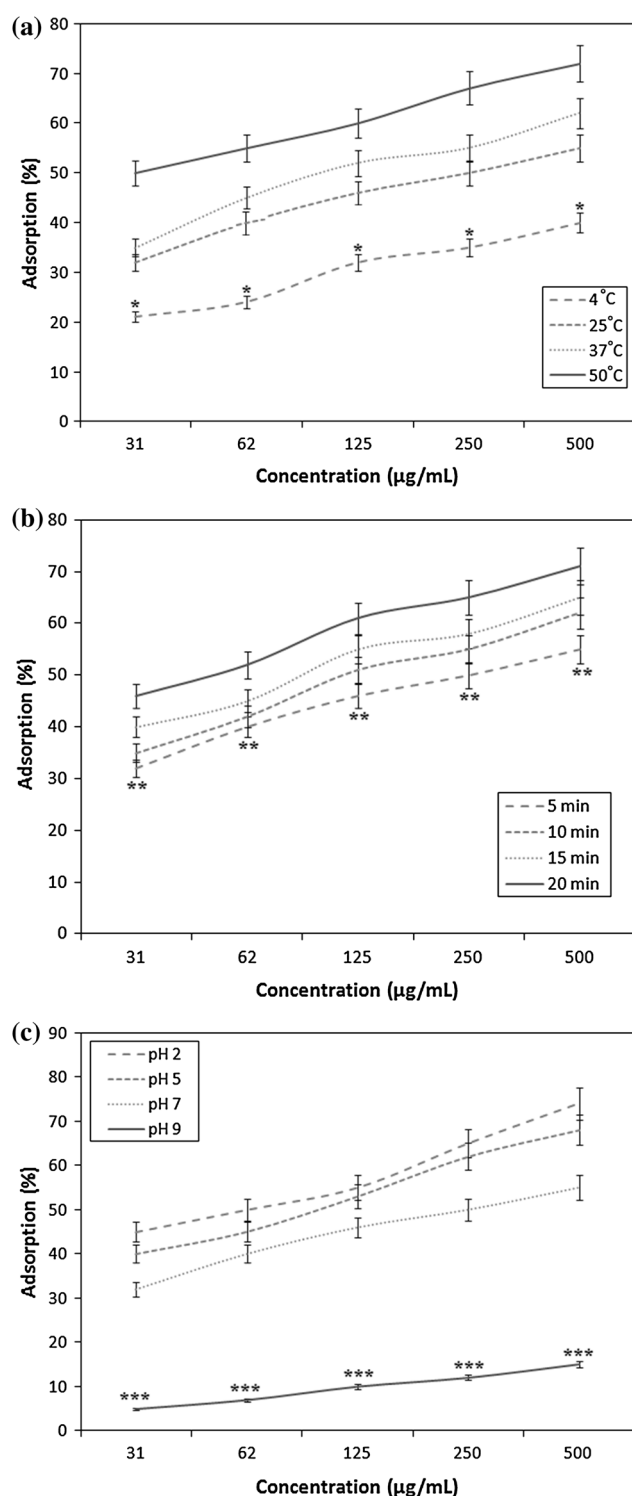 (a)
80
70
60
50
40
30
20
10
0
Adsorption (%)
* * * * *
4°C
25°C
37°C
50°C
31 62 125 250 500
Concentration (µg/mL)
(b)
80
70
60
50
40
30
20
10
0
Adsorption (%)
** ** ** ** **
5 min
10 min
15 min
20 min
31 62 125 250 500
Concentration (µg/mL)
(c)
90
80
70
60
50
40
30
20
10
0
Adsorption (%)
pH 2
pH 5
pH 7
pH 9
*** *** *** *** ***
31 62 125 250 500
Concentration (µg/mL)